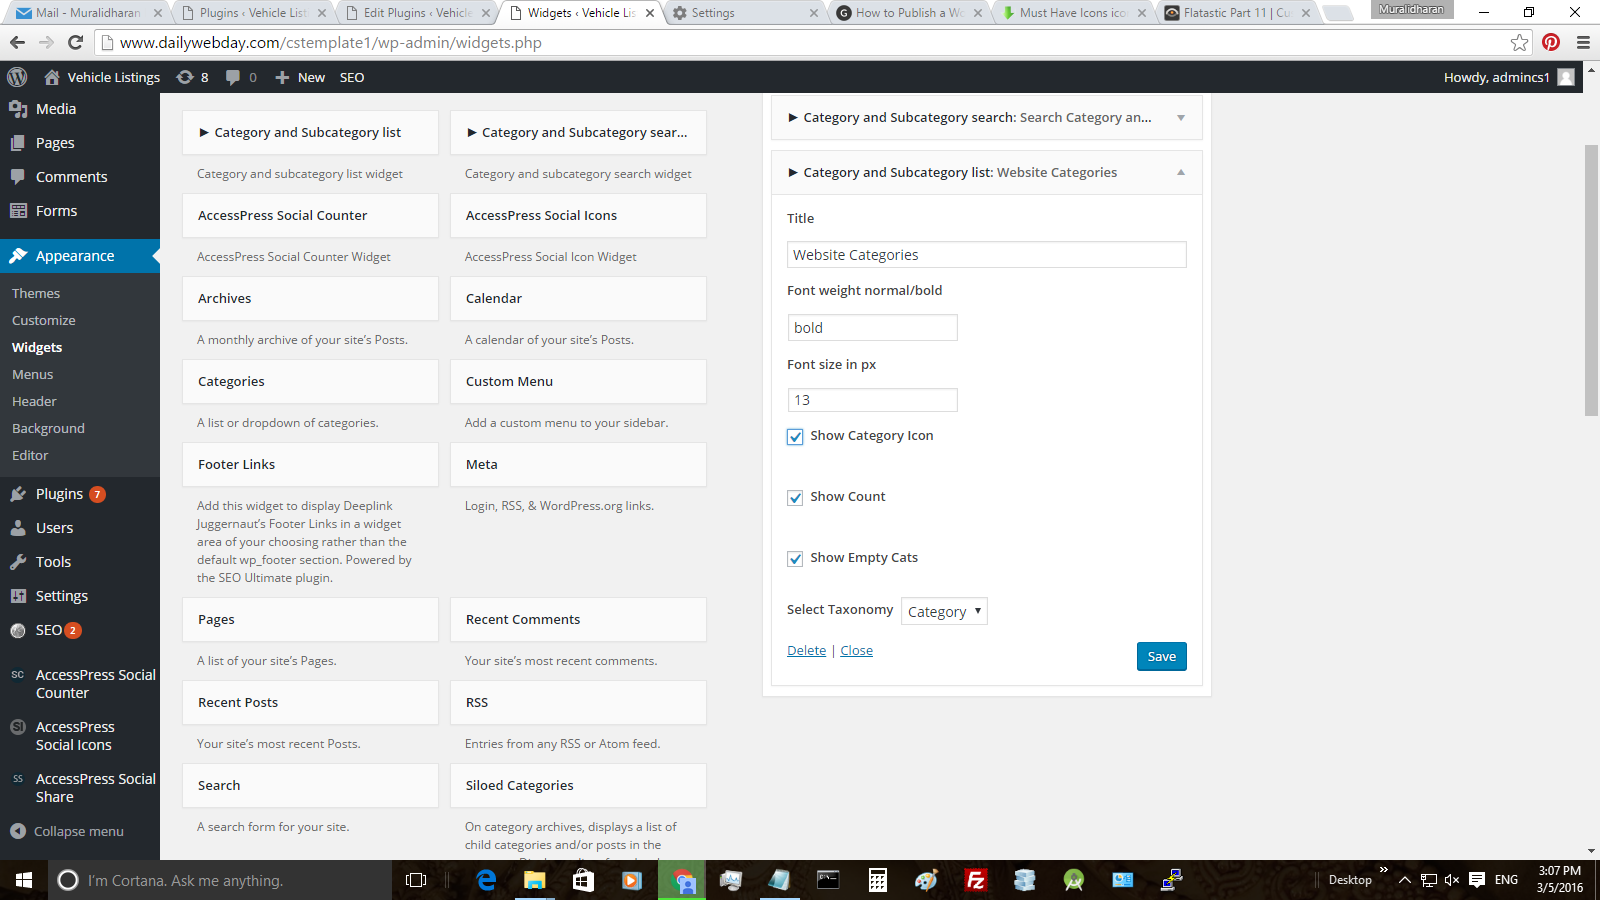 Mail - Muralidharan
Plugins ‹ Vehicle List
Edit Plugins ‹ Vehicle
Widgets ‹ Vehicle Lis
Settings
How to Publish a Wo
Must Have Icons ico
Flatastic Part 11 | Cu
Muralidharan
www.dailywebday.com/cstemplate1/wp-admin/widgets.php
Vehicle Listings
8
0
New
SEO
Howdy, admincs1
Media
Pages
Comments
Forms
Appearance
Themes
Customize
Widgets
Menus
Header
Background
Editor
Plugins 7
Users
Tools
Settings
SEO 2
SC
AccessPress Social
Counter
SI
AccessPress
Social Icons
SS
AccessPress Social
Share
Collapse menu
Category and Subcategory list
Category and subcategory list widget
Category and Subcategory sear...
Category and subcategory search widget
AccessPress Social Counter
AccessPress Social Counter Widget
AccessPress Social Icons
AccessPress Social Icon Widget
Archives
A monthly archive of your site’s Posts.
Calendar
A calendar of your site’s Posts.
Categories
A list or dropdown of categories.
Custom Menu
Add a custom menu to your sidebar.
Footer Links
Add this widget to display Deeplink
Juggernaut’s Footer Links in a widget
area of your choosing rather than the
default wp_footer section. Powered by
the SEO Ultimate plugin.
Meta
Login, RSS, & WordPress.org links.
Pages
A list of your site’s Pages.
Recent Comments
Your site’s most recent comments.
Recent Posts
Your site’s most recent Posts.
RSS
Entries from any RSS or Atom feed.
Search
A search form for your site.
Siloed Categories
On category archives, displays a list of
child categories and/or posts in the
Category and Subcategory search: Search Category an...
Category and Subcategory list: Website Categories
Title
Website Categories
Font weight normal/bold
bold
Font size in px
13
Show Category Icon
Show Count
Show Empty Cats
Select Taxonomy
Category
Delete | Close
Save
I'm Cortana. Ask me anything.
Desktop
ENG
3:07 PM
3/5/2016